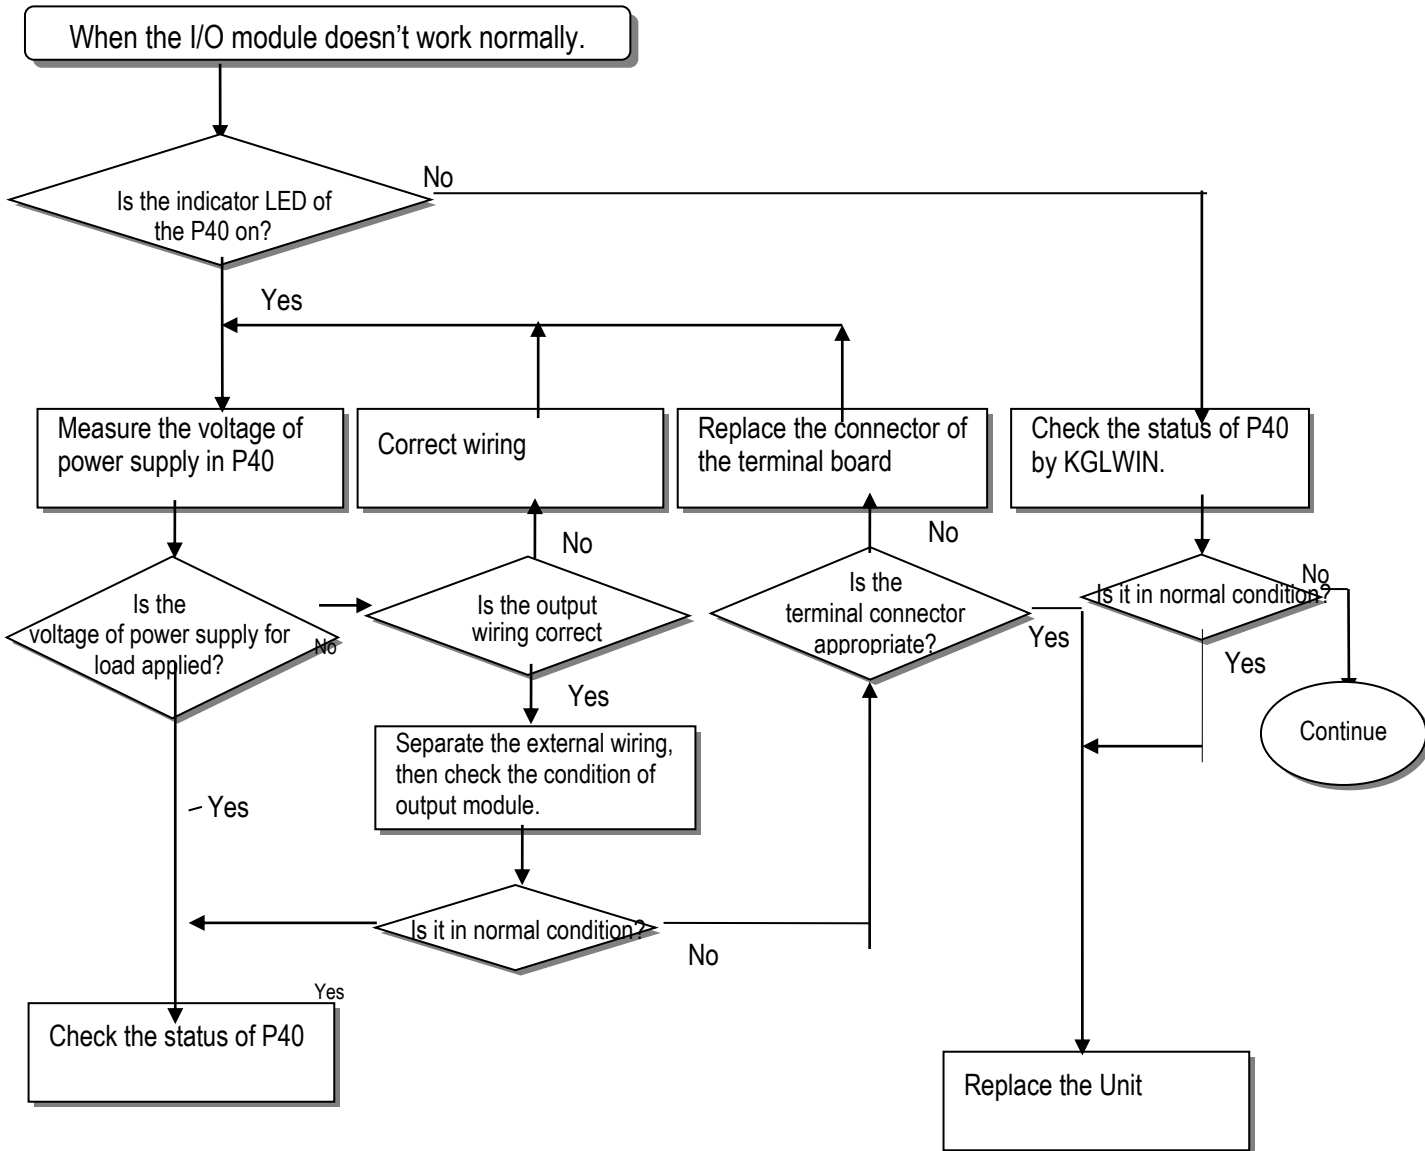 When the I/O module doesn't work normally.
No
Is the indicator LED of
the P40 on?
Yes
Measure the voltage of
power supply in P40
Correct wiring
Replace the connector of
the terminal board
Check the status of P40
by KGLWIN.
No
No
Is the
voltage of power supply for
load applied?
No
Is the output
wiring correct
Is the
terminal connector
appropriate?
Yes
Is it in normal condition?
No
Yes
Yes
Separate the external wiring,
then check the condition of
output module.
Continue
Yes
Is it in normal condition?
No
Yes
Check the status of P40
Replace the Unit